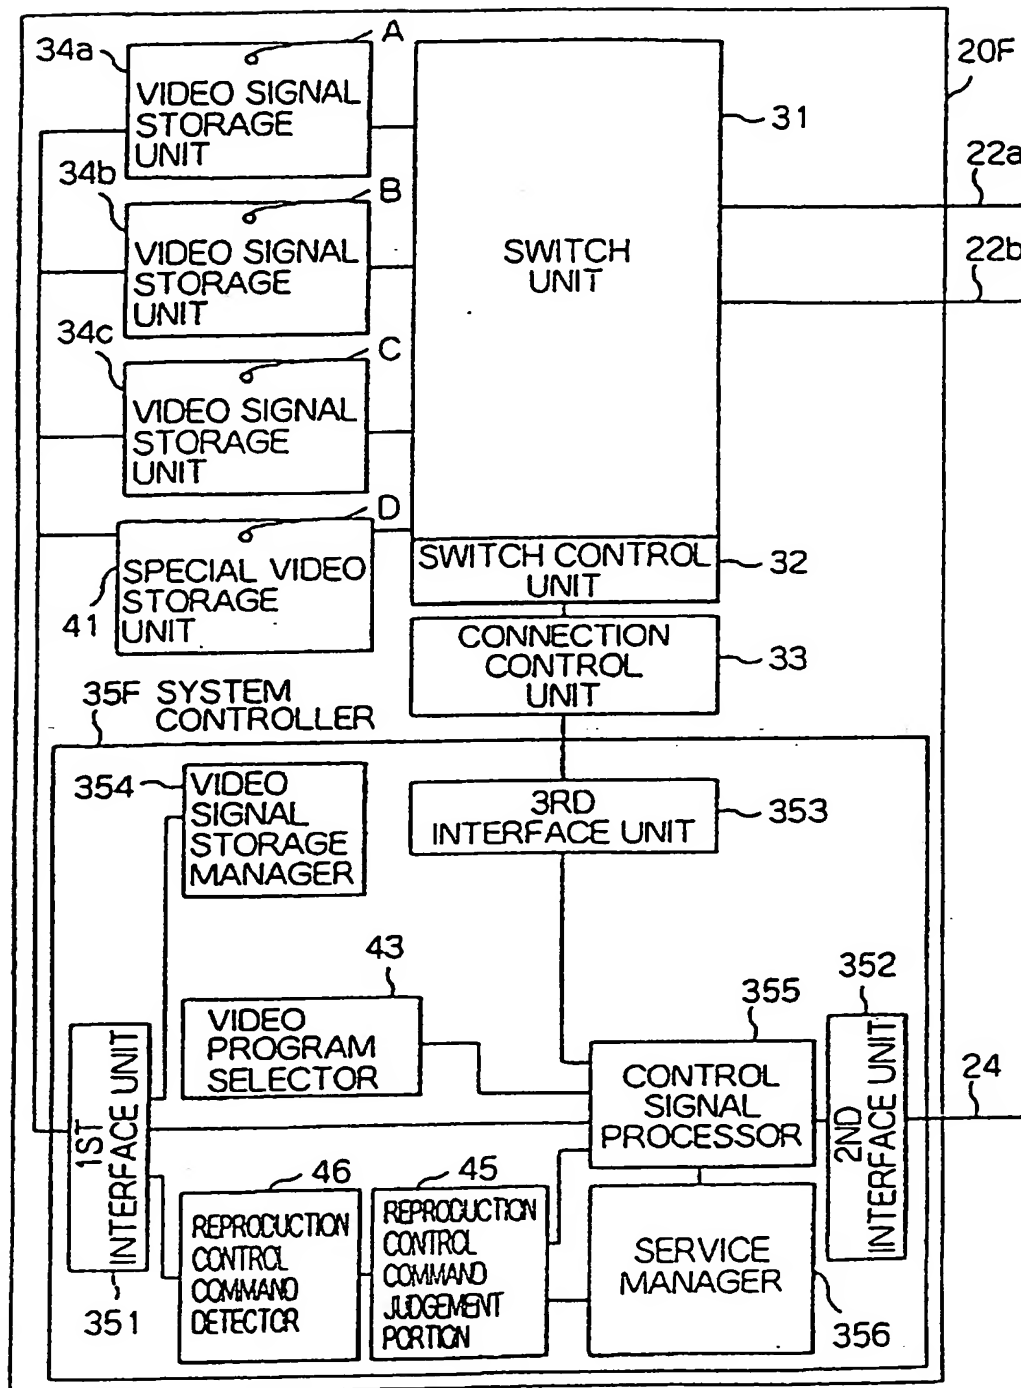 34a
A
20F
VIDEO SIGNAL
STORAGE
UNIT
31
22a
34b
B
VIDEO SIGNAL
STORAGE
UNIT
SWITCH
UNIT
22b
34c
C
VIDEO SIGNAL
STORAGE
UNIT
D
SPECIAL VIDEO
STORAGE
UNIT
41
SWITCH CONTROL
UNIT
32
CONNECTION
CONTROL
UNIT
33
35F SYSTEM
CONTROLLER
354
VIDEO
SIGNAL
STORAGE
MANAGER
3RD
INTERFACE UNIT
353
43
VIDEO
PROGRAM
SELECTOR
355
352
CONTROL
SIGNAL
PROCESSOR
2ND
INTERFACE UNIT
24
1ST
INTERFACE UNIT
351
46
REPRODUCTION
CONTROL
COMMAND
DETECTOR
45
REPRODUCTION
CONTROL
COMMAND
JUDGEMENT
PORTION
SERVICE
MANAGER
356